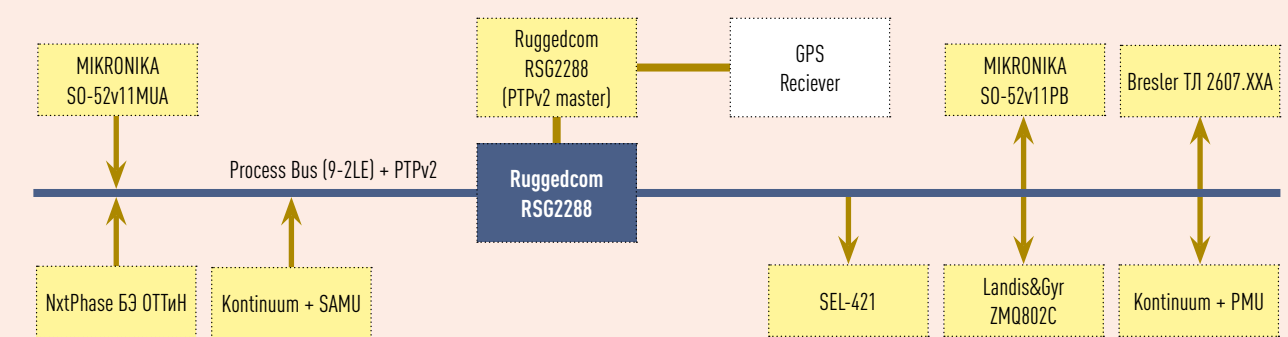 MIKRONIKA
SO-52v11MUA
Ruggedcom
RSG2288
(PTPv2 master)
GPS
Reciever
MIKRONIKA
SO-52v11PB
Bresler ТЛ 2607.XXA
Process Bus (9-2LE) + PTPv2
Ruggedcom
RSG2288
NxtPhase БЭ ОТТиН
Kontinuum + SAMU
SEL-421
Landis&Gyr
ZMQ802C
Kontinuum + PMU